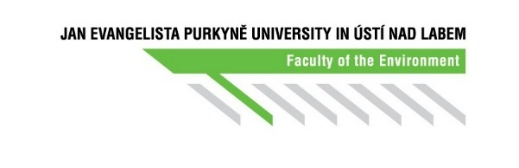 JAN EVANGELISTA PURKYNĚ UNIVERSITY IN ÚSTÍ NAD LABEM
Faculty of the Environment